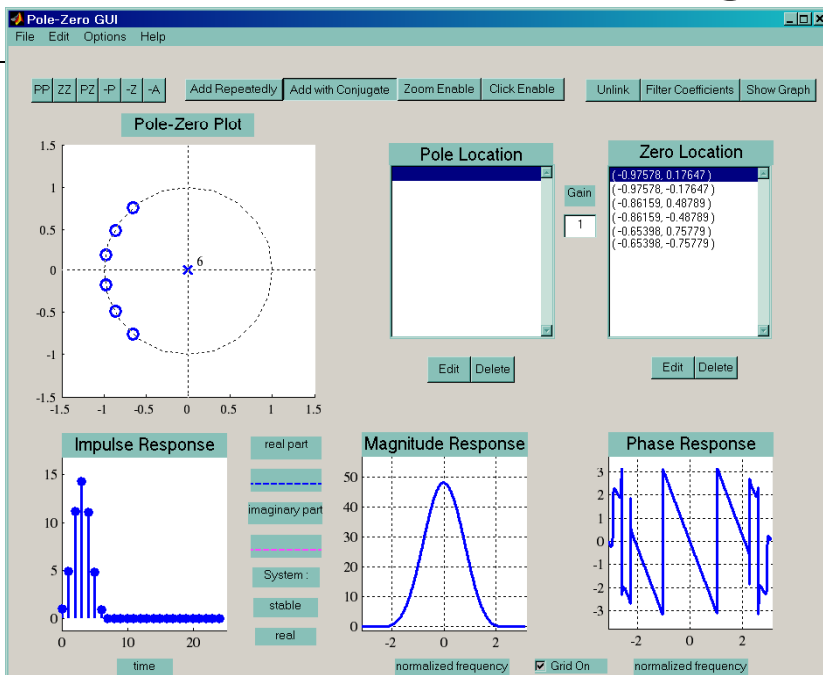 Pole-Zero GUI
File Edit Options Help
PP ZZ PZ -P -Z -A Add Repeatedly Add with Conjugate Zoom Enable Click Enable Unlink Filter Coefficients Show Graph
Pole-Zero Plot
1.5
1
0.5
0
-0.5
-1
-1.5
-1.5 -1 -0.5 0 0.5 1 1.5
6
Pole Location
Edit Delete
Gain
1
Zero Location
( -0.97578, 0.17647 )
( -0.97578, -0.17647 )
( -0.86159, 0.48789 )
( -0.86159, -0.48789 )
( -0.65398, 0.75779 )
( -0.65398, -0.75779 )
Edit Delete
Impulse Response
15
10
5
0
0 10 20
time
real part
imaginary part
System :
stable
real
Magnitude Response
50
40
30
20
10
0
-2 0 2
normalized frequency
Grid On
Phase Response
3
2
1
0
-1
-2
-3
-2 0 2
normalized frequency